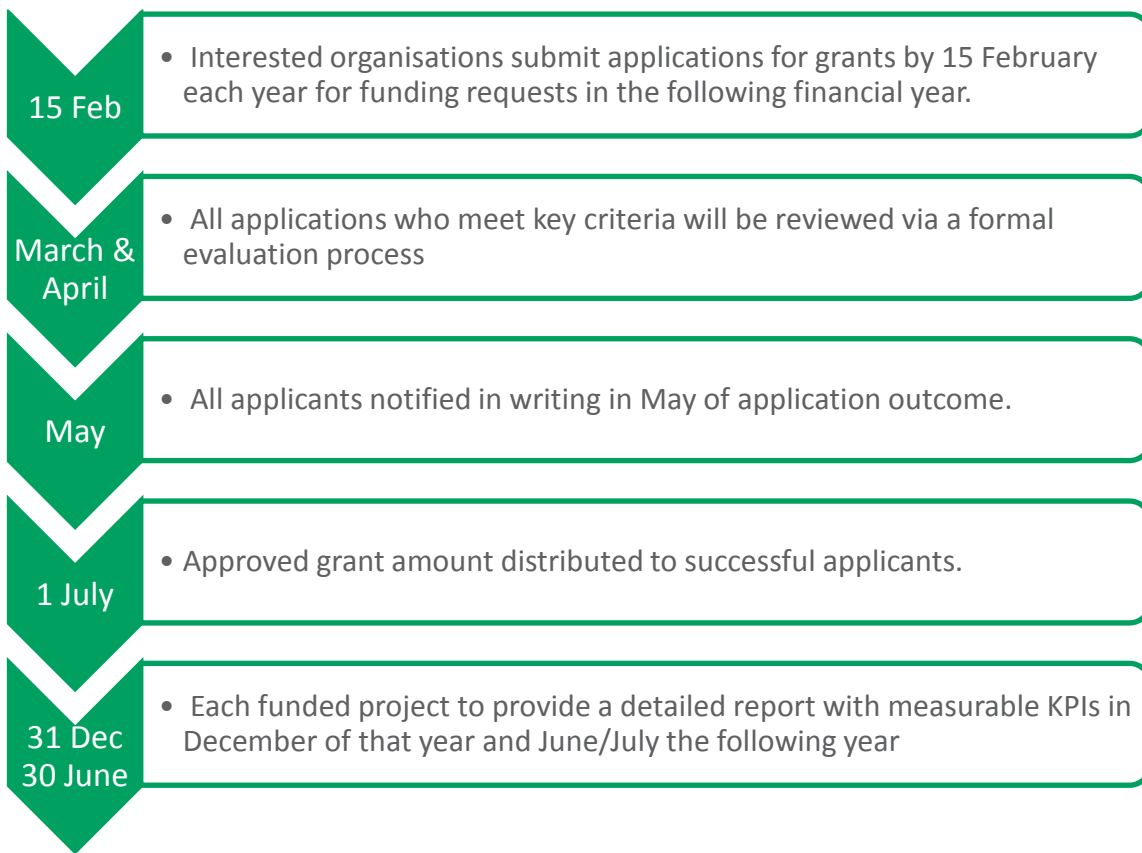 15 Feb
• Interested organisations submit applications for grants by 15 February
each year for funding requests in the following financial year.
March &
April
• All applications who meet key criteria will be reviewed via a formal
evaluation process
May
• All applicants notified in writing in May of application outcome.
1 July
• Approved grant amount distributed to successful applicants.
31 Dec
30 June
• Each funded project to provide a detailed report with measurable KPIs in
December of that year and June/July the following year